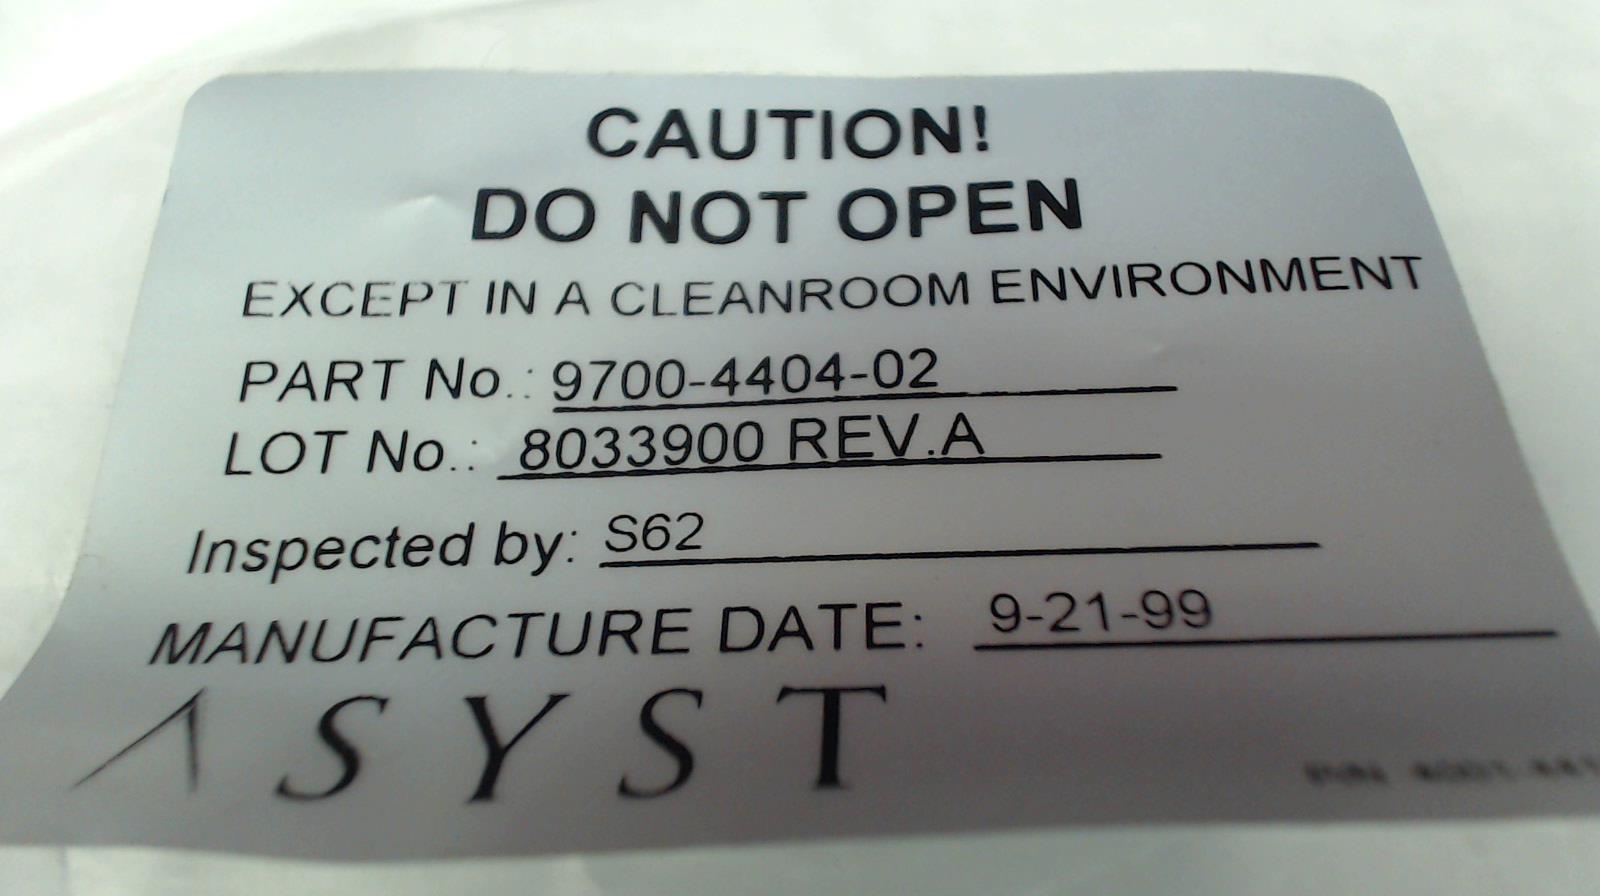 CAUTION!
DO NOT OPEN
EXCEPT IN A CLEANROOM ENVIRONMENT
PART No.: 9700-4404-02
LOT No.: 8033900 REV.A
Inspected by: S62
MANUFACTURE DATE: 9-21-99
ASYST